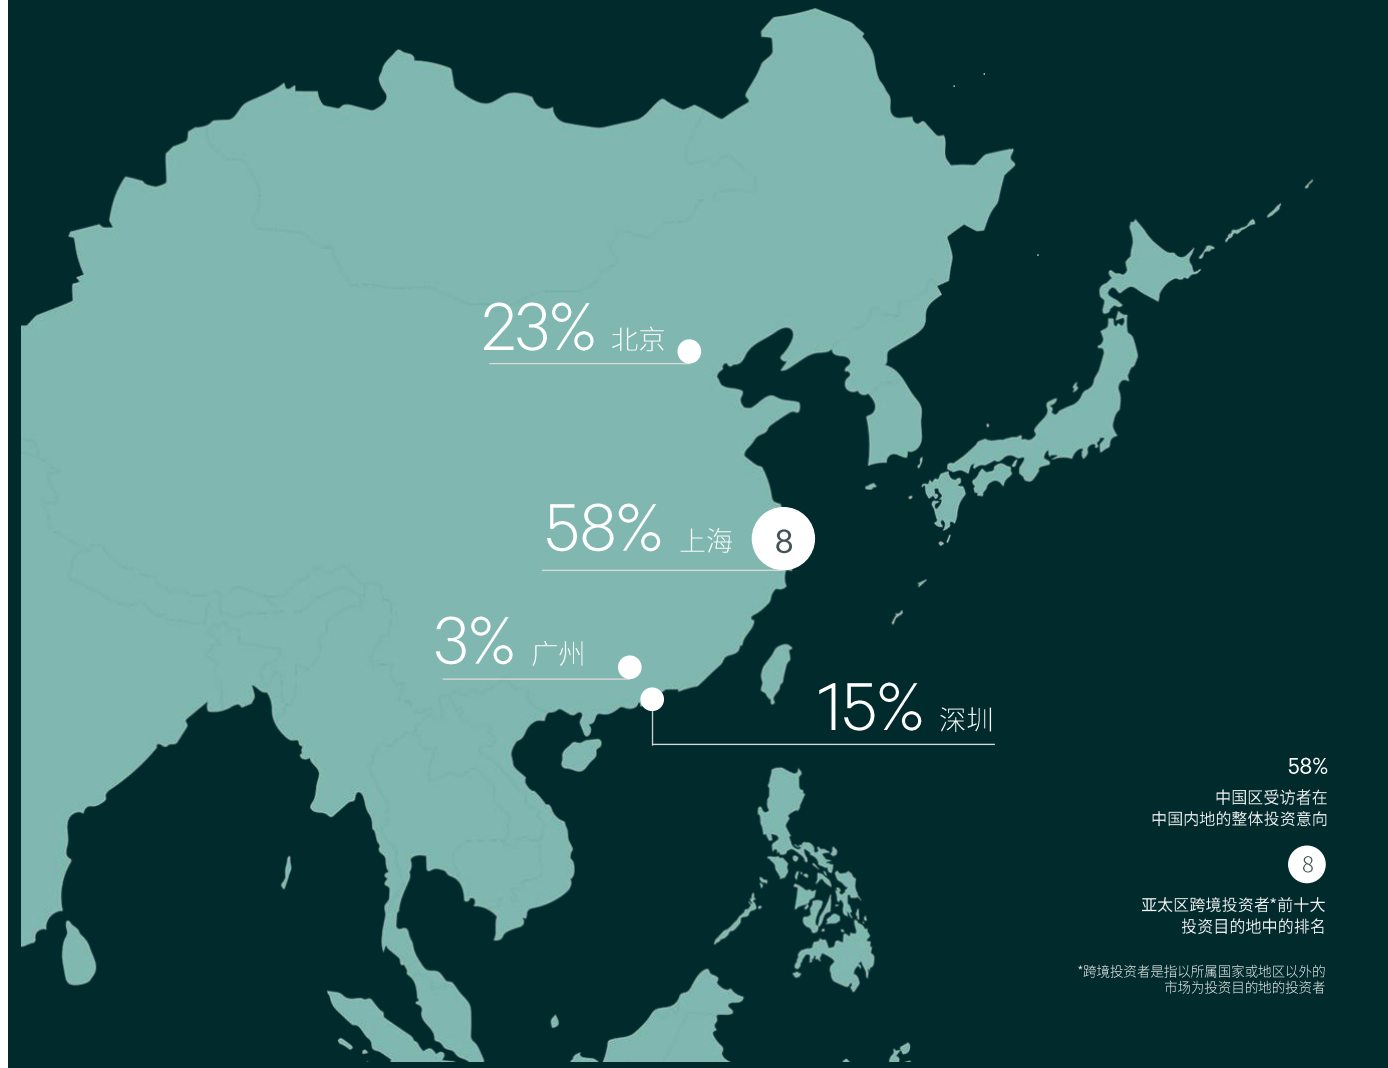 23% 北京
58% 上海 8
3% 广州
15% 深圳
58%
中国区受访者在
中国内地的整体投资意向
8
亚太区跨境投资者*前十大
投资目的地中的排名
*跨境投资者是指以所属国家或地区以外的
市场为投资目的地的投资者